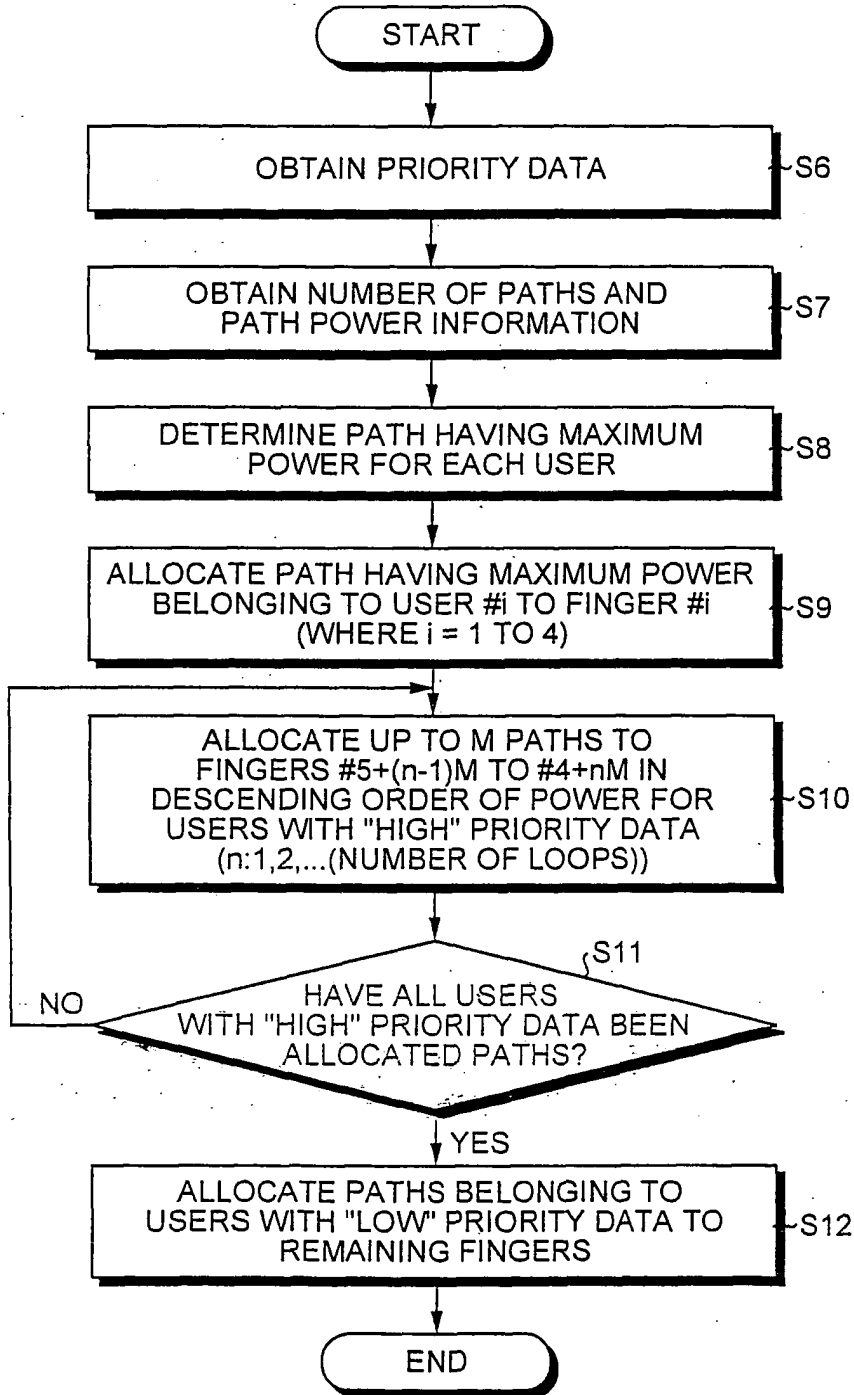 START
OBTAIN PRIORITY DATA
S6
OBTAIN NUMBER OF PATHS AND
PATH POWER INFORMATION
S7
DETERMINE PATH HAVING MAXIMUM
POWER FOR EACH USER
S8
ALLOCATE PATH HAVING MAXIMUM POWER
BELONGING TO USER #i TO FINGER #i
(WHERE i = 1 TO 4)
S9
ALLOCATE UP TO M PATHS TO
FINGERS #5+(n-1)M TO #4+nM IN
DESCENDING ORDER OF POWER FOR
USERS WITH "HIGH" PRIORITY DATA
(n:1,2,...(NUMBER OF LOOPS))
S10
S11
NO
HAVE ALL USERS
WITH "HIGH" PRIORITY DATA BEEN
ALLOCATED PATHS?
YES
ALLOCATE PATHS BELONGING TO
USERS WITH "LOW" PRIORITY DATA TO
REMAINING FINGERS
S12
END